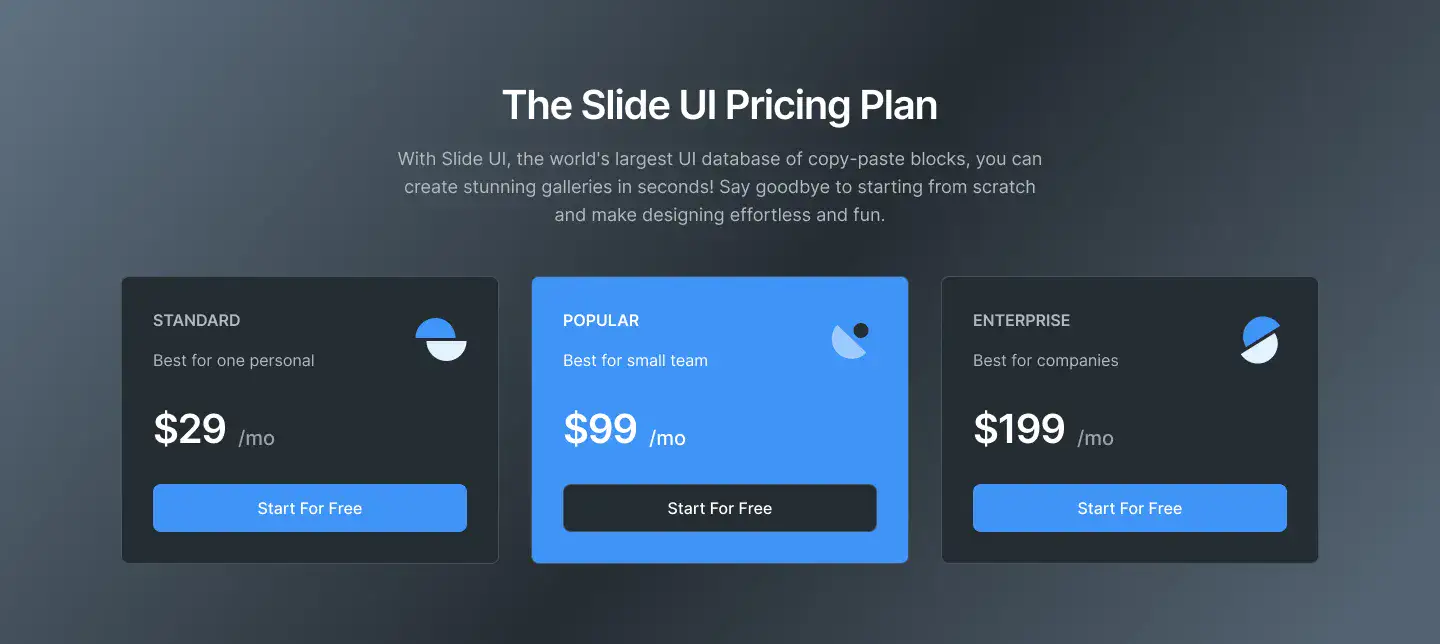 The Slide UI Pricing Plan
With Slide UI, the world's largest UI database of copy-paste blocks, you can
create stunning galleries in seconds! Say goodbye to starting from scratch
and make designing effortless and fun.
STANDARD
Best for one personal
$29 /mo
Start For Free
POPULAR
Best for small team
$99 /mo
Start For Free
ENTERPRISE
Best for companies
$199 /mo
Start For Free